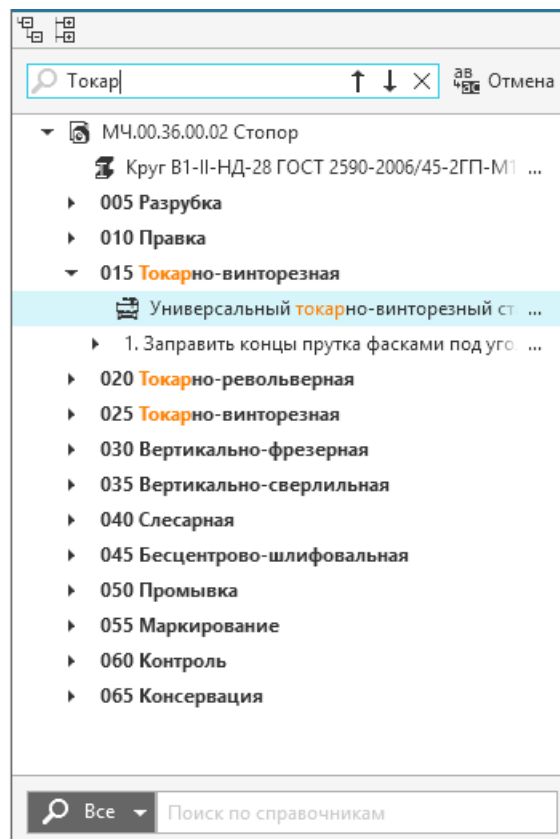 Токар
ав
ac
Отмена
МЧ.00.36.00.02 Стопор
Круг В1-II-НД-28 ГОСТ 2590-2006/45-2ГП-М1 ...
005 Разрубка
010 Правка
015 Токарно-винторезная
Универсальный токарно-винторезный ст ...
1. Заправить концы прутка фасками под уго ...
020 Токарно-револьверная
025 Токарно-винторезная
030 Вертикально-фрезерная
035 Вертикально-сверлильная
040 Слесарная
045 Бесцентрово-шлифовальная
050 Промывка
055 Маркирование
060 Контроль
065 Консервация
Все
Поиск по справочникам